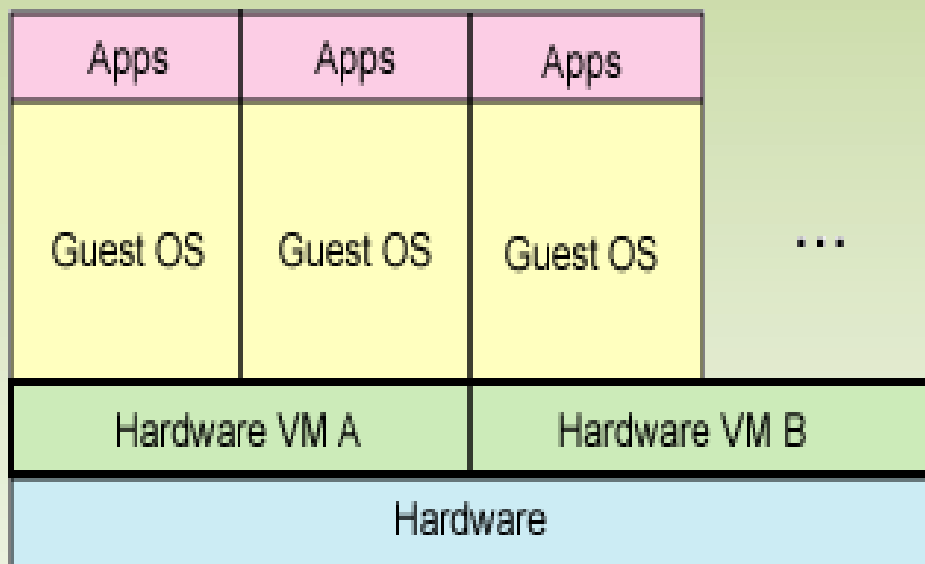 Apps Apps Apps
Guest OS Guest OS Guest OS ...
Hardware VM A Hardware VM B
Hardware